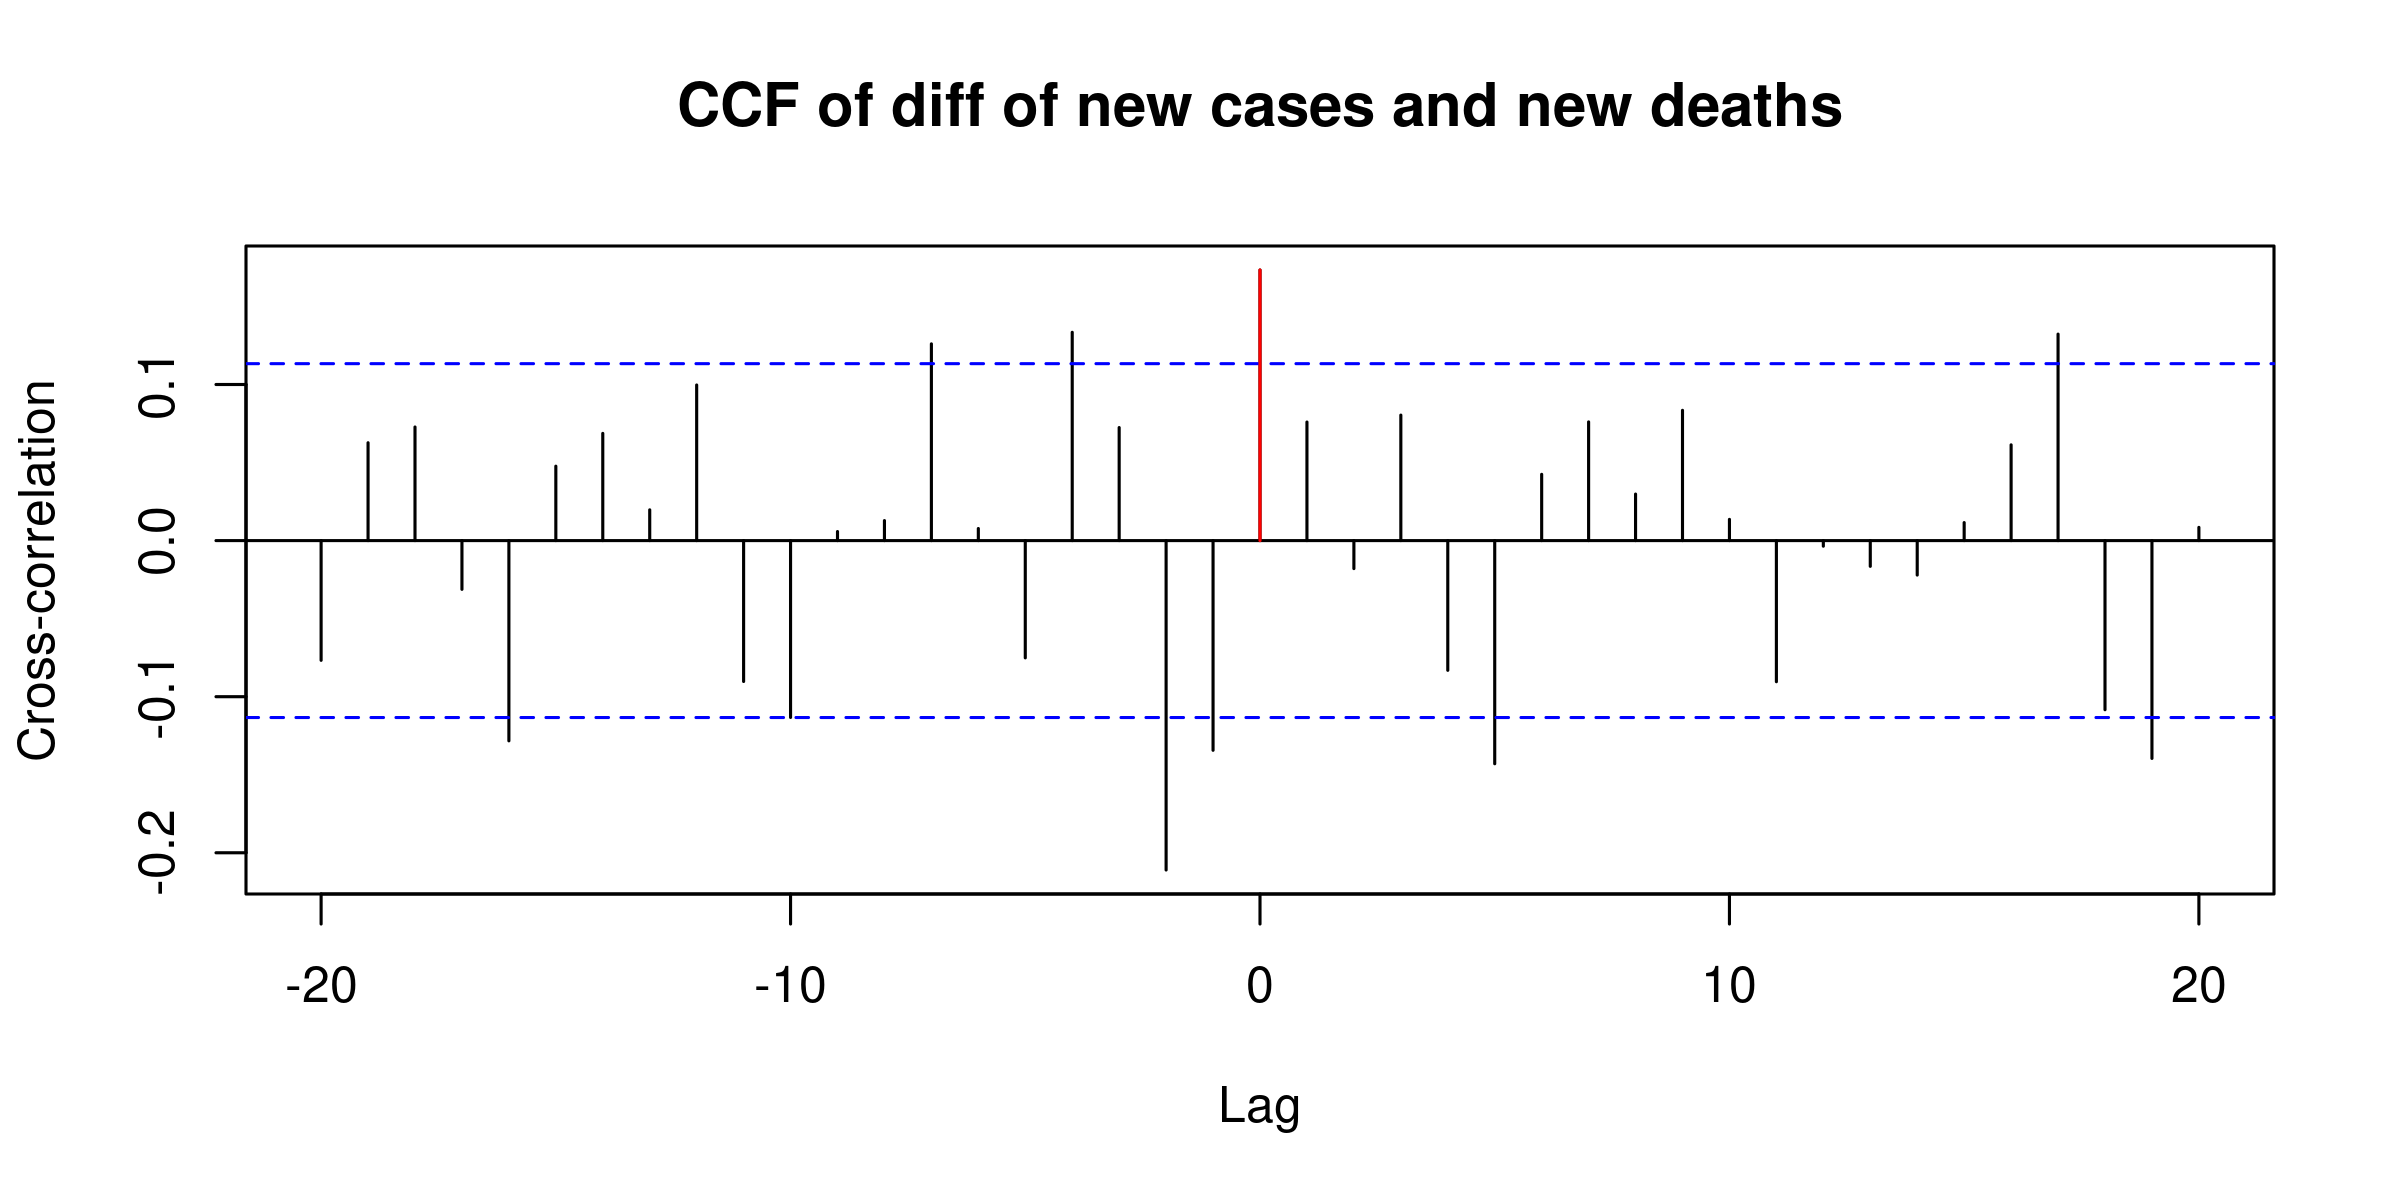 CCF of diff of new cases and new deaths
Cross-correlation
0.1
0.0
-0.1
-0.2
-20 -10 0 10 20
Lag